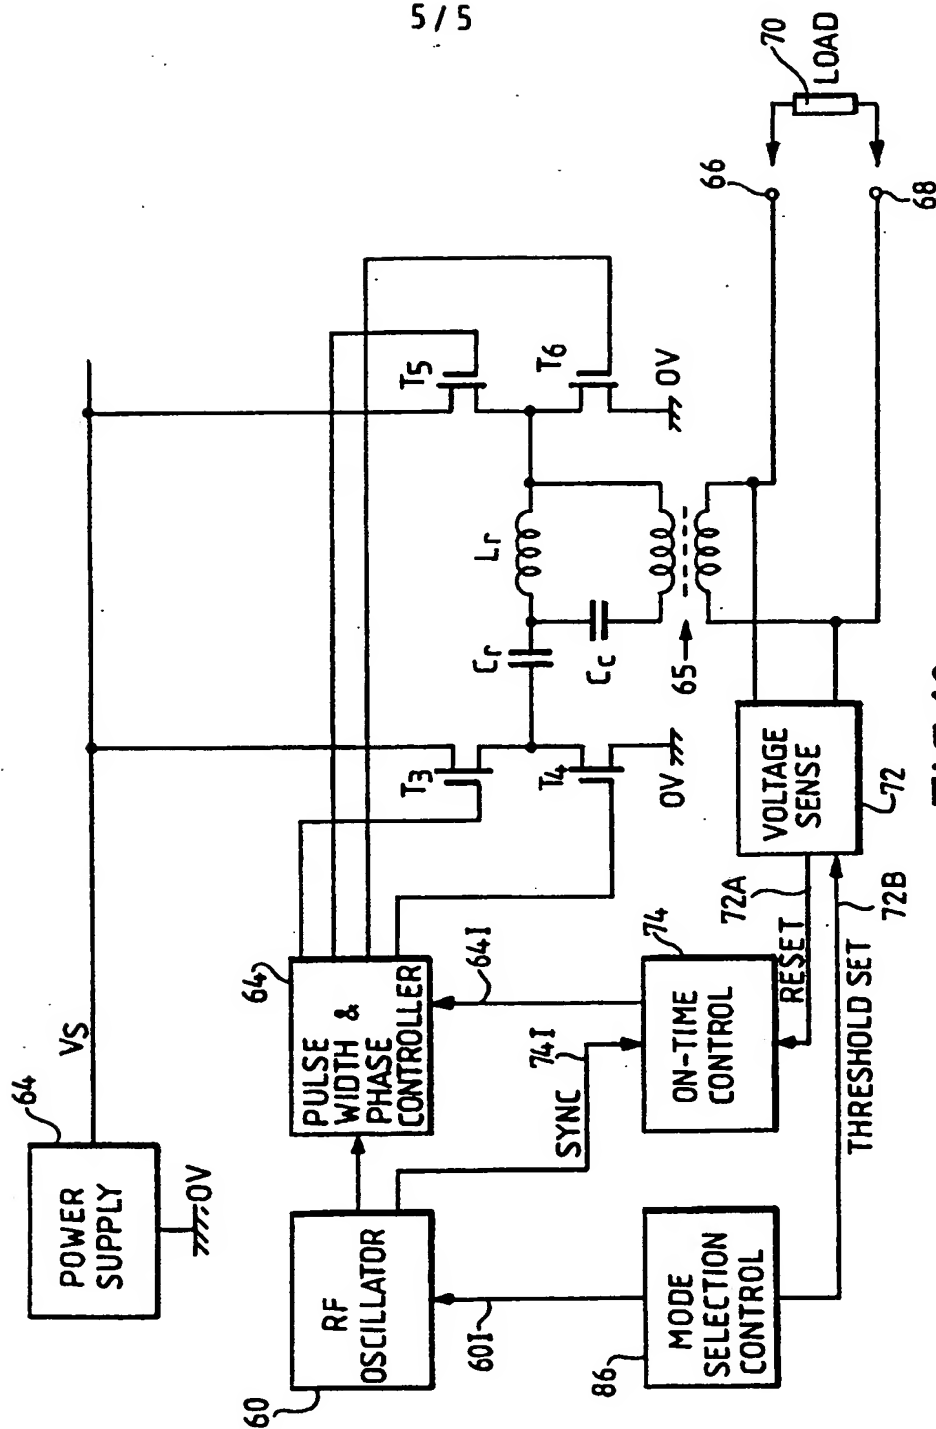 5/5
POWER
SUPPLY
64
VS
0V
RF
OSCILLATOR
60
60I
PULSE
WIDTH &
PHASE
CONTROLLER
64
64I
SYNC
74I
MODE
SELECTION
CONTROL
86
ON-TIME
CONTROL
74
RESET
72A
THRESHOLD SET
72B
VOLTAGE
SENSE
72
T3
T4
0V
Cr
Lr
Cc
65
T5
T6
0V
66
68
70
LOAD